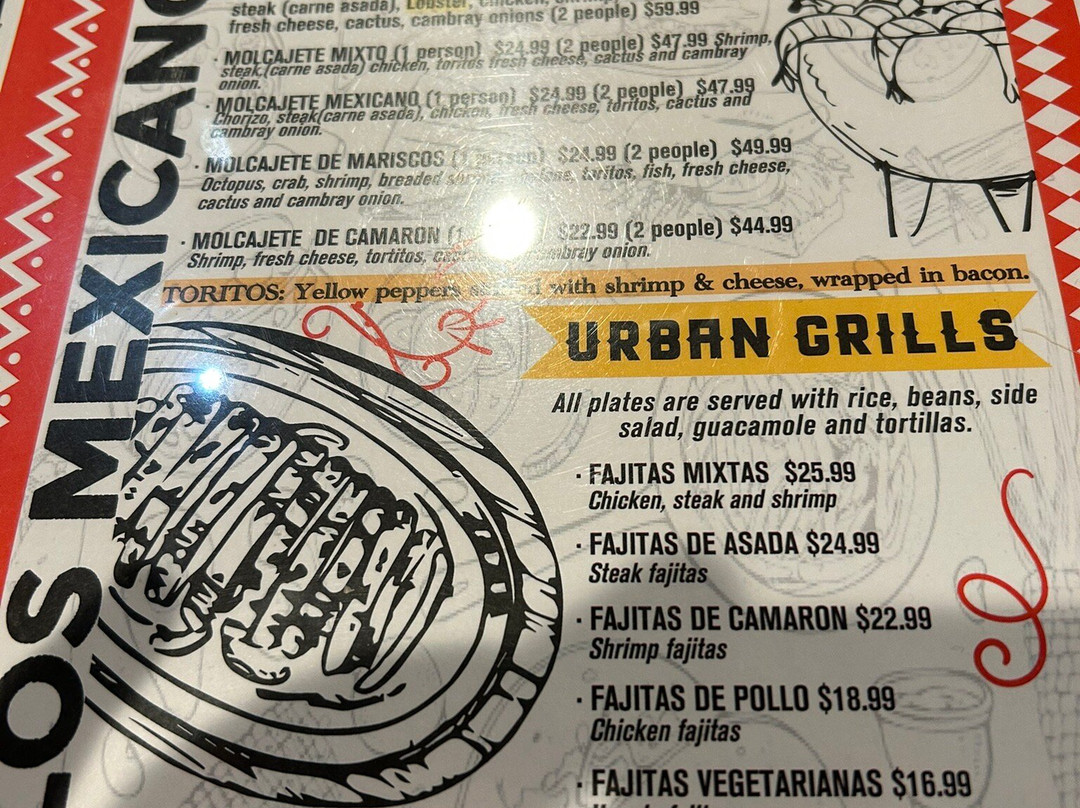 steak (carne asada), Lobster, chicken,
fresh cheese, cactus, cambray onions (2 people) $59.99
· MOLCAJETE MIXTO (1 person) $24.99 (2 people) $47.99 Shrimp,
steak,(carne asada) chicken, toritos fresh cheese, cactus and cambray
onion.
· MOLCAJETE MEXICANO (1 person) $24.99 (2 people) $47.99
Chorizo, steak(carne asada), chicken, fresh cheese, toritos, cactus and
cambray onion.
· MOLCAJETE DE MARISCOS (1 person) $24.99 (2 people) $49.99
Octopus, crab, shrimp, breaded toritos, fish, fresh cheese,
cactus and cambray onion.
· MOLCAJETE DE CAMARON (1 $22.99 (2 people) $44.99
Shrimp, fresh cheese, tortitos, cambray onion.
TORITOS: Yellow peppers with shrimp & cheese, wrapped in bacon.
LOS MEXICANO
URBAN GRILLS
All plates are served with rice, beans, side
salad, guacamole and tortillas.
· FAJITAS MIXTAS $25.99
Chicken, steak and shrimp
· FAJITAS DE ASADA $24.99
Steak fajitas
· FAJITAS DE CAMARON $22.99
Shrimp fajitas
· FAJITAS DE POLLO $18.99
Chicken fajitas
· FAJITAS VEGETARIANAS $16.99